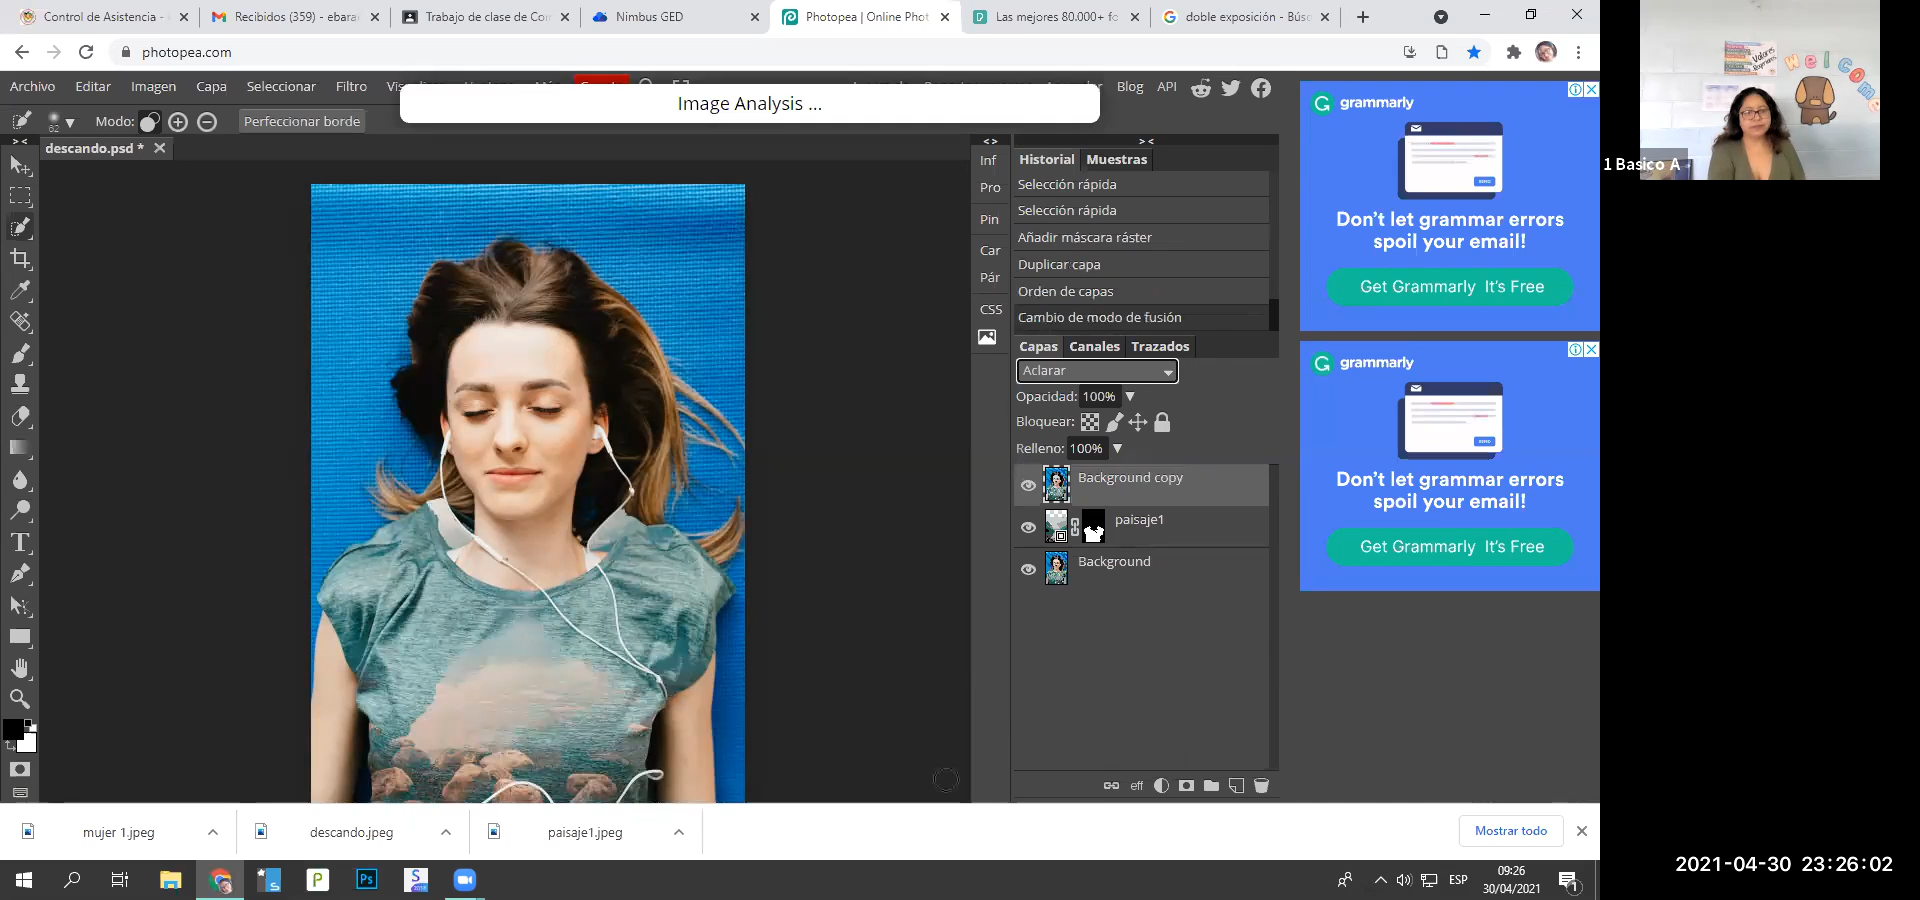 Control de Asistencia -
Recibidos (359) - ebara
Trabajo de clase de Com
Nimbus GED
Photopea | Online Phot
Las mejores 80.000+ fo
doble exposición - Bús
photopea.com
Archivo Editar Imagen Capa Seleccionar Filtro
Blog API
Image Analysis ...
62 Modo: Perfeccionar borde
descando.psd *
Inf
Pro
Pin
Car
Pár
CSS
Historial Muestras
Selección rápida
Selección rápida
Añadir máscara ráster
Duplicar capa
Orden de capas
Cambio de modo de fusión
Capas Canales Trazados
Aclarar
Opacidad: 100%
Bloquear:
Relleno: 100%
Background copy
paisaje1
Background
eff
grammarly
Don't let grammar errors
spoil your email!
Get Grammarly It's Free
grammarly
Don't let grammar errors
spoil your email!
Get Grammarly It's Free
Welcome
Valores
1 Basico A
mujer 1.jpeg
descando.jpeg
paisaje1.jpeg
Mostrar todo
ESP
09:26
30/04/2021
1
2021-04-30 23:26:02